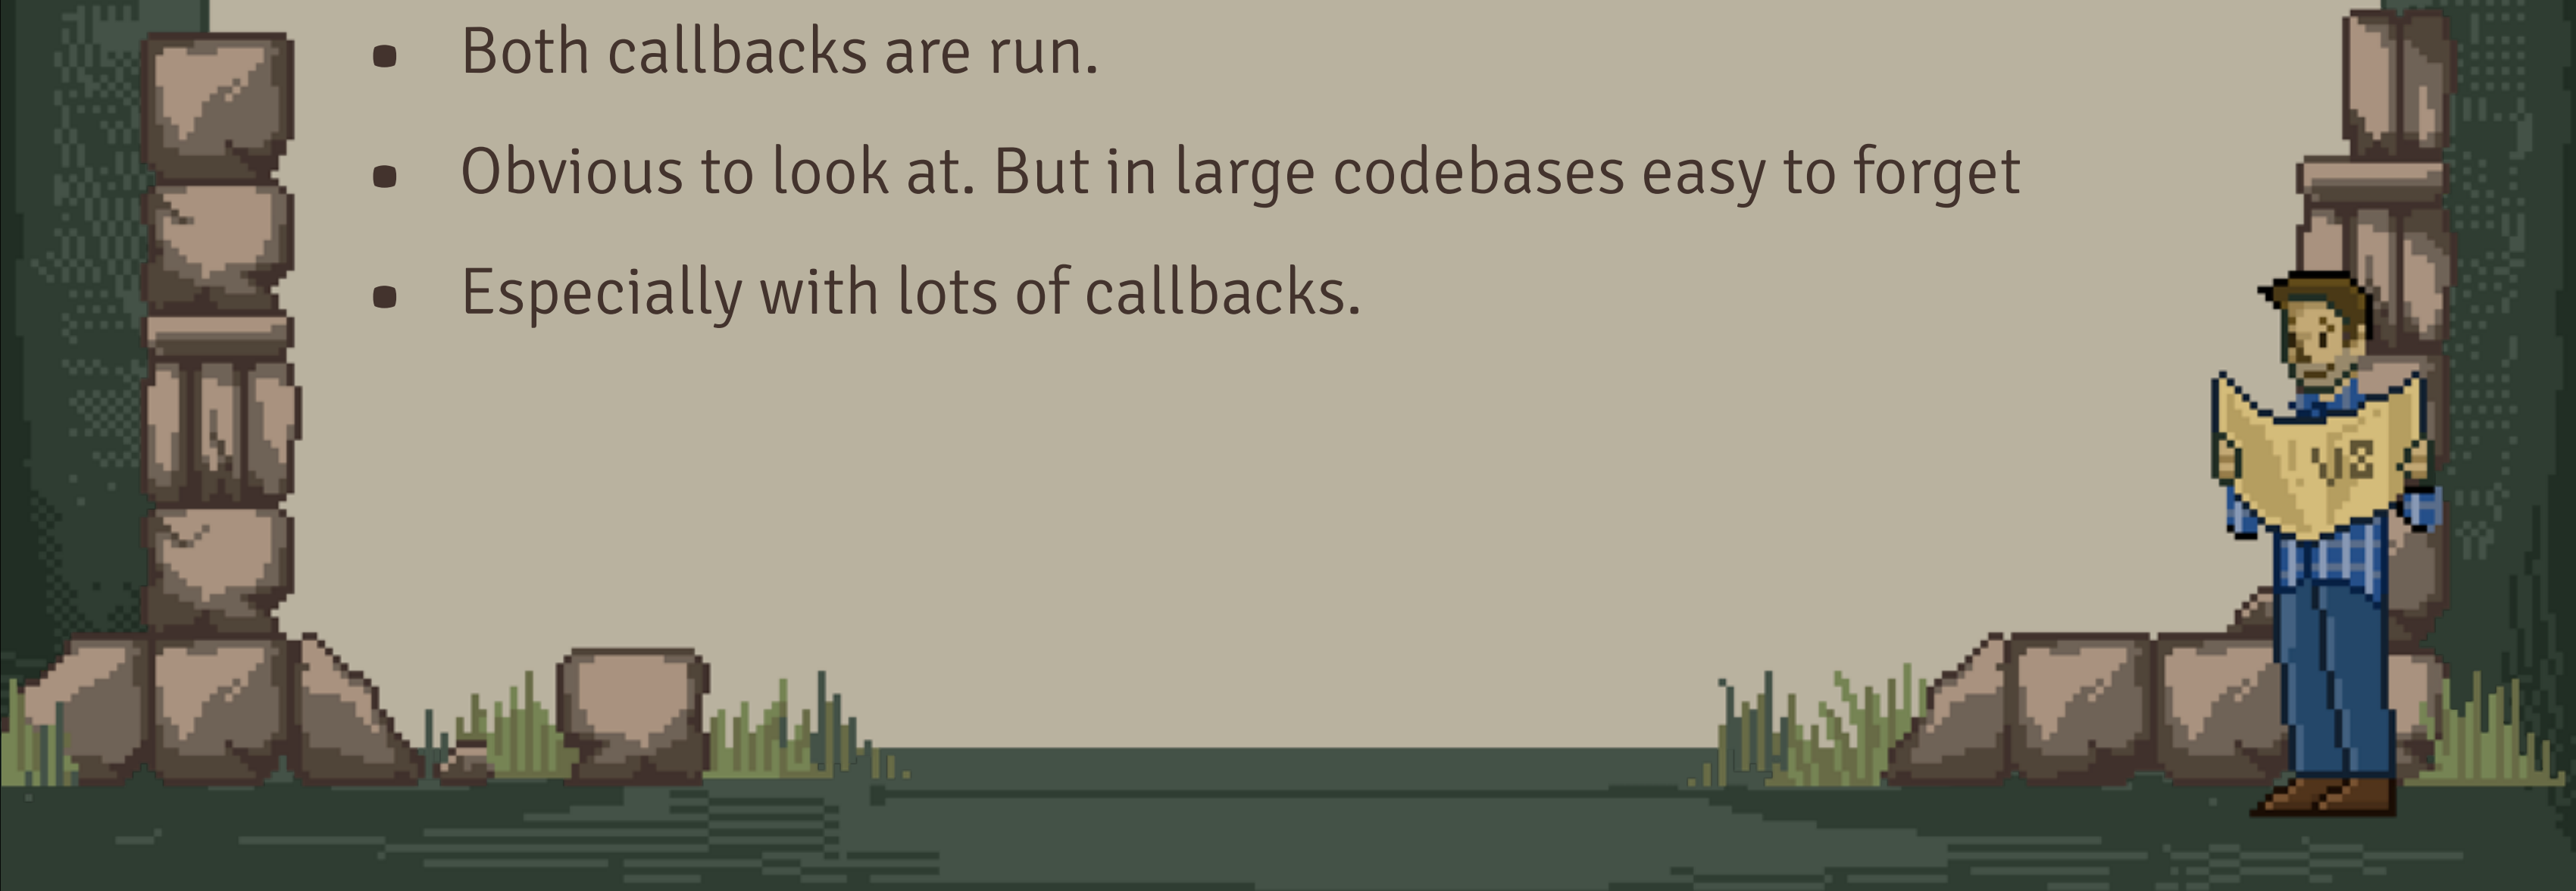 Both callbacks are run.
Obvious to look at. But in large codebases easy to forget
Especially with lots of callbacks.
V8